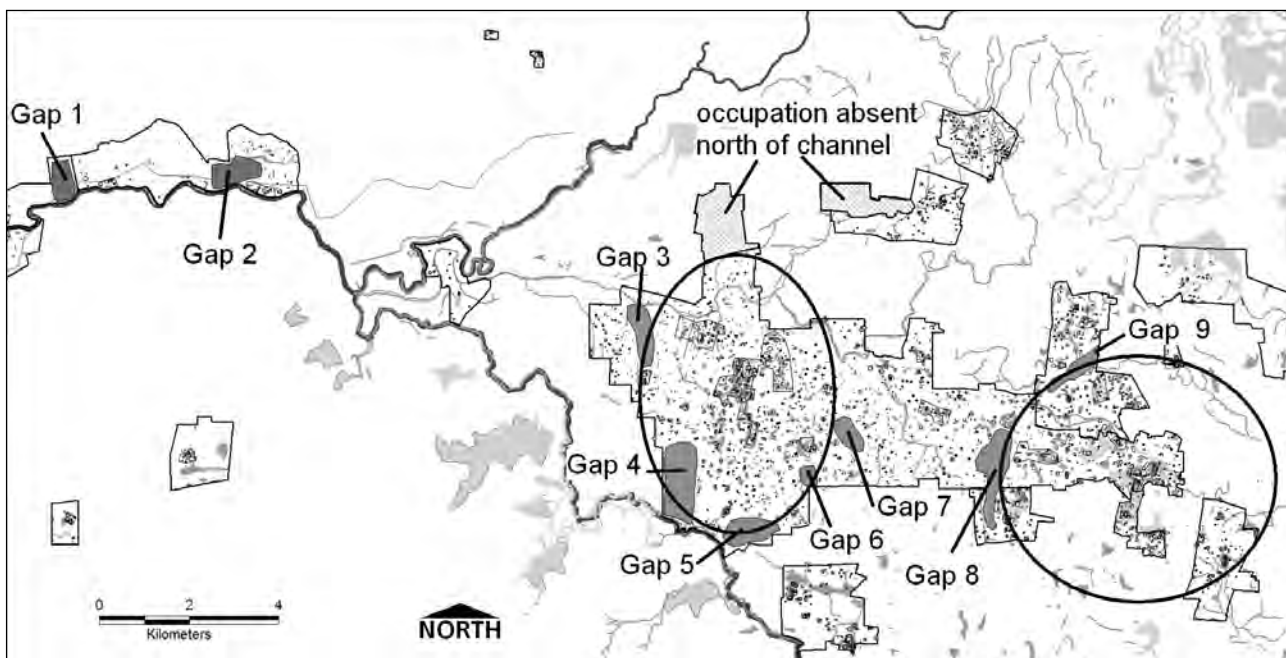 Gap 1
Gap 2
occupation absent
north of channel
Gap 3
Gap 9
Gap 4
Gap 7
Gap 6
Gap 5
Gap 8
0 2 4
Kilometers
NORTH